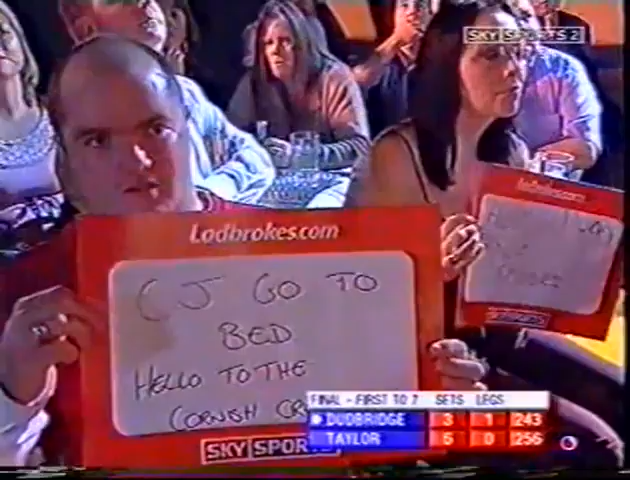 SKY SPORTS 2
Ladbrokes.com
CJ GO TO
BED
HELLO TO THE
CORNISH
SKY SPORTS
Ladbrokes.com
FINAL - FIRST TO 7 SETS LEGS
DUDBRIDGE 3 1 243
TAYLOR 5 0 256